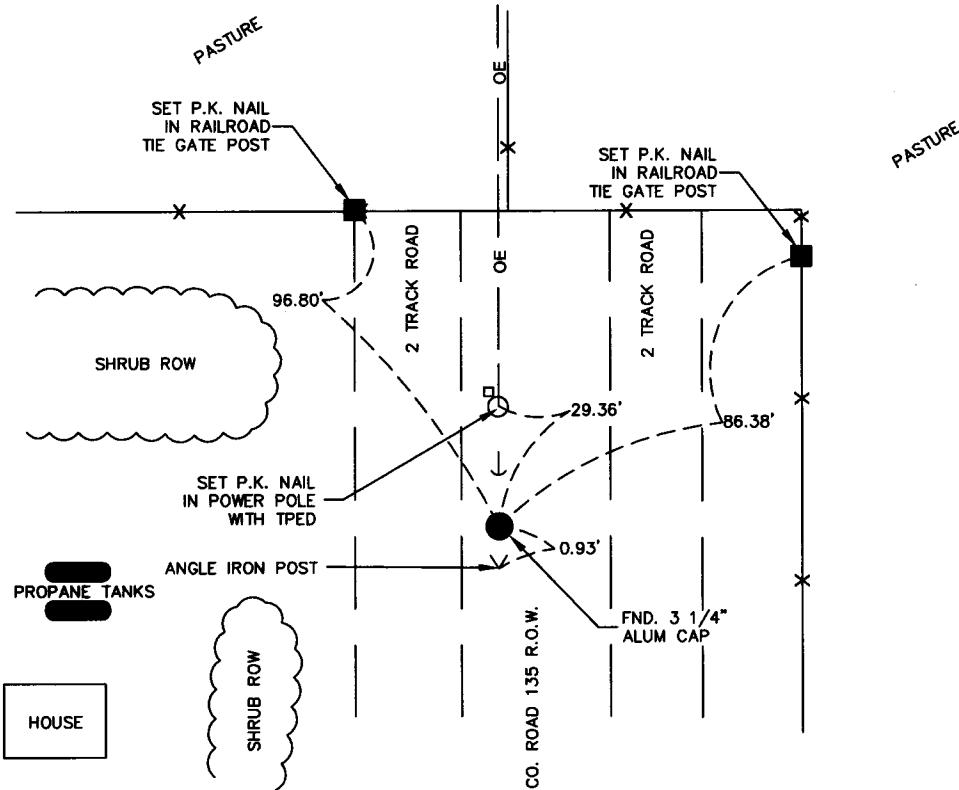 PASTURE
OE
SET P.K. NAIL
IN RAILROAD
TIE GATE POST
PASTURE
SET P.K. NAIL
IN RAILROAD
TIE GATE POST
2 TRACK ROAD
OE
2 TRACK ROAD
96.80'
SHRUB ROW
29.36'
86.38'
SET P.K. NAIL
IN POWER POLE
WITH TPED
0.93'
ANGLE IRON POST
PROPANE TANKS
FND. 3 1/4"
ALUM CAP
CO. ROAD 135 R.O.W.
SHRUB ROW
HOUSE